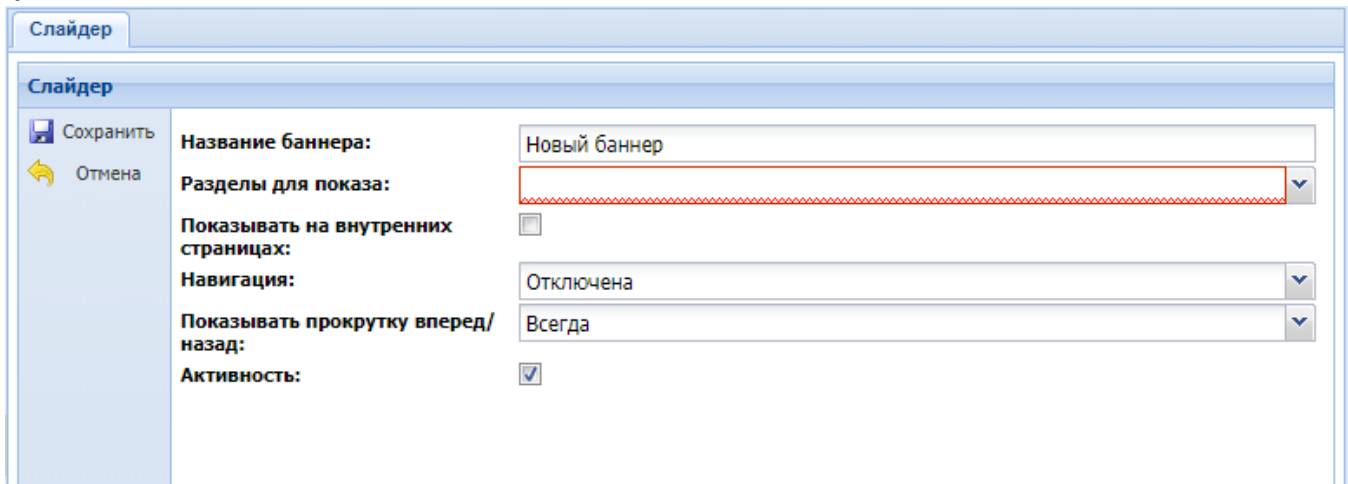 Слайдер
Слайдер
Сохранить
Отмена
Название баннера:
Новый баннер
Разделы для показа:
Показывать на внутренних
страницах:
Навигация:
Отключена
Показывать прокрутку вперед/
назад:
Всегда
Активность: